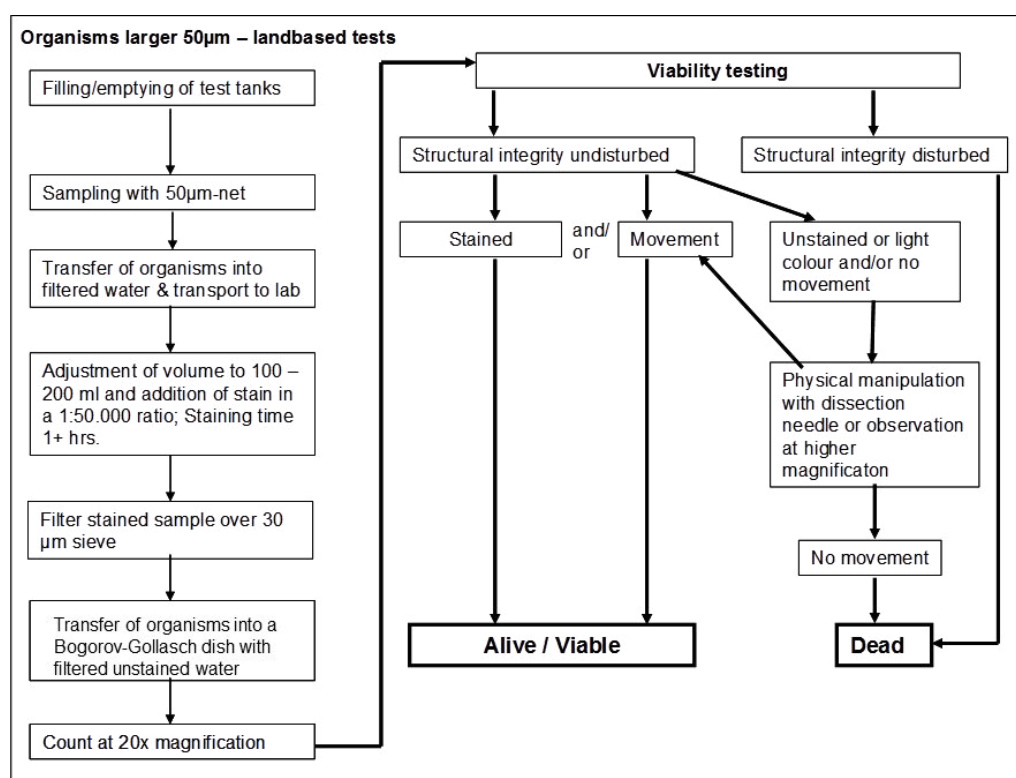 Organisms larger 50µm – landbased tests
Filling/emptying of test tanks
Sampling with 50µm-net
Transfer of organisms into
filtered water & transport to lab
Adjustment of volume to 100 –
200 ml and addition of stain in
a 1:50.000 ratio; Staining time
1+ hrs.
Filter stained sample over 30
µm sieve
Transfer of organisms into a
Bogorov-Gollasch dish with
filtered unstained water
Count at 20x magnification
Viability testing
Structural integrity undisturbed
Structural integrity disturbed
Stained
and/
or
Movement
Unstained or light
colour and/or no
movement
Physical manipulation
with dissection
needle or observation
at higher
magnificaton
No movement
Alive / Viable
Dead